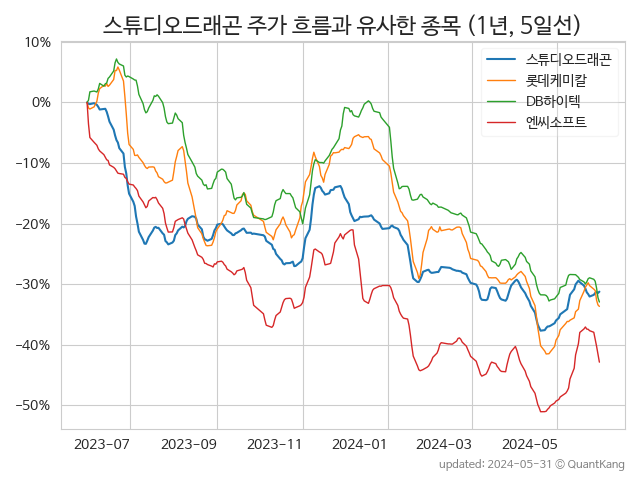 스튜디오드래곤 주가 흐름과 유사한 종목 (1년, 5일선)
10%
0%
−10%
−20%
−30%
−40%
−50%
스튜디오드래곤
롯데케미칼
DB하이텍
엔씨소프트
2023-07 2023-09 2023-11 2024-01 2024-03 2024-05
updated: 2024-05-31 © QuantKang